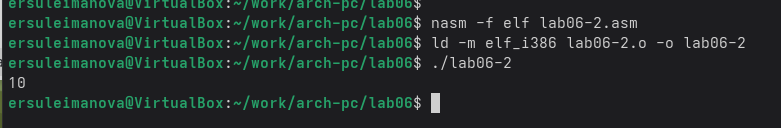 ersuleimanova@VirtualBox:~/work/arch-pc/lab06$
ersuleimanova@VirtualBox:~/work/arch-pc/lab06$ nasm -f elf lab06-2.asm
ersuleimanova@VirtualBox:~/work/arch-pc/lab06$ ld -m elf_i386 lab06-2.o -o lab06-2
ersuleimanova@VirtualBox:~/work/arch-pc/lab06$ ./lab06-2
10
ersuleimanova@VirtualBox:~/work/arch-pc/lab06$